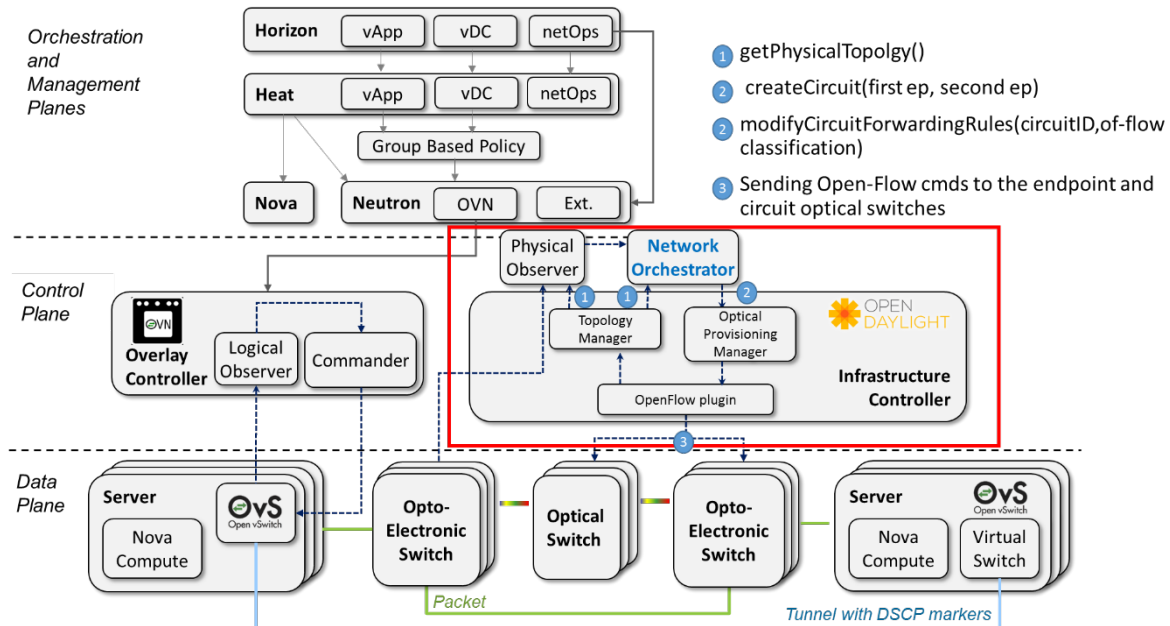 Orchestration
and
Management
Planes
Horizon
vApp
vDC
netOps
Heat
vApp
vDC
netOps
Group Based Policy
Nova
Neutron
OVN
Ext.
1 getPhysicalTopolgy()
2 createCircuit(first ep, second ep)
2 modifyCircuitForwardingRules(circuitID,of-flow
classification)
3 Sending Open-Flow cmds to the endpoint and
circuit optical switches
Control
Plane
OVN
Overlay
Controller
Logical
Observer
Commander
Physical
Observer
Network
Orchestrator
1
1
2
Topology
Manager
Optical
Provisioning
Manager
OpenFlow plugin
OPEN
DAYLIGHT
Infrastructure
Controller
3
Data
Plane
Server
OvS
Open vSwitch
Nova
Compute
Opto-
Electronic
Switch
Optical
Switch
Opto-
Electronic
Switch
Server
OvS
Open vSwitch
Nova
Compute
Virtual
Switch
Packet
Tunnel with DSCP markers